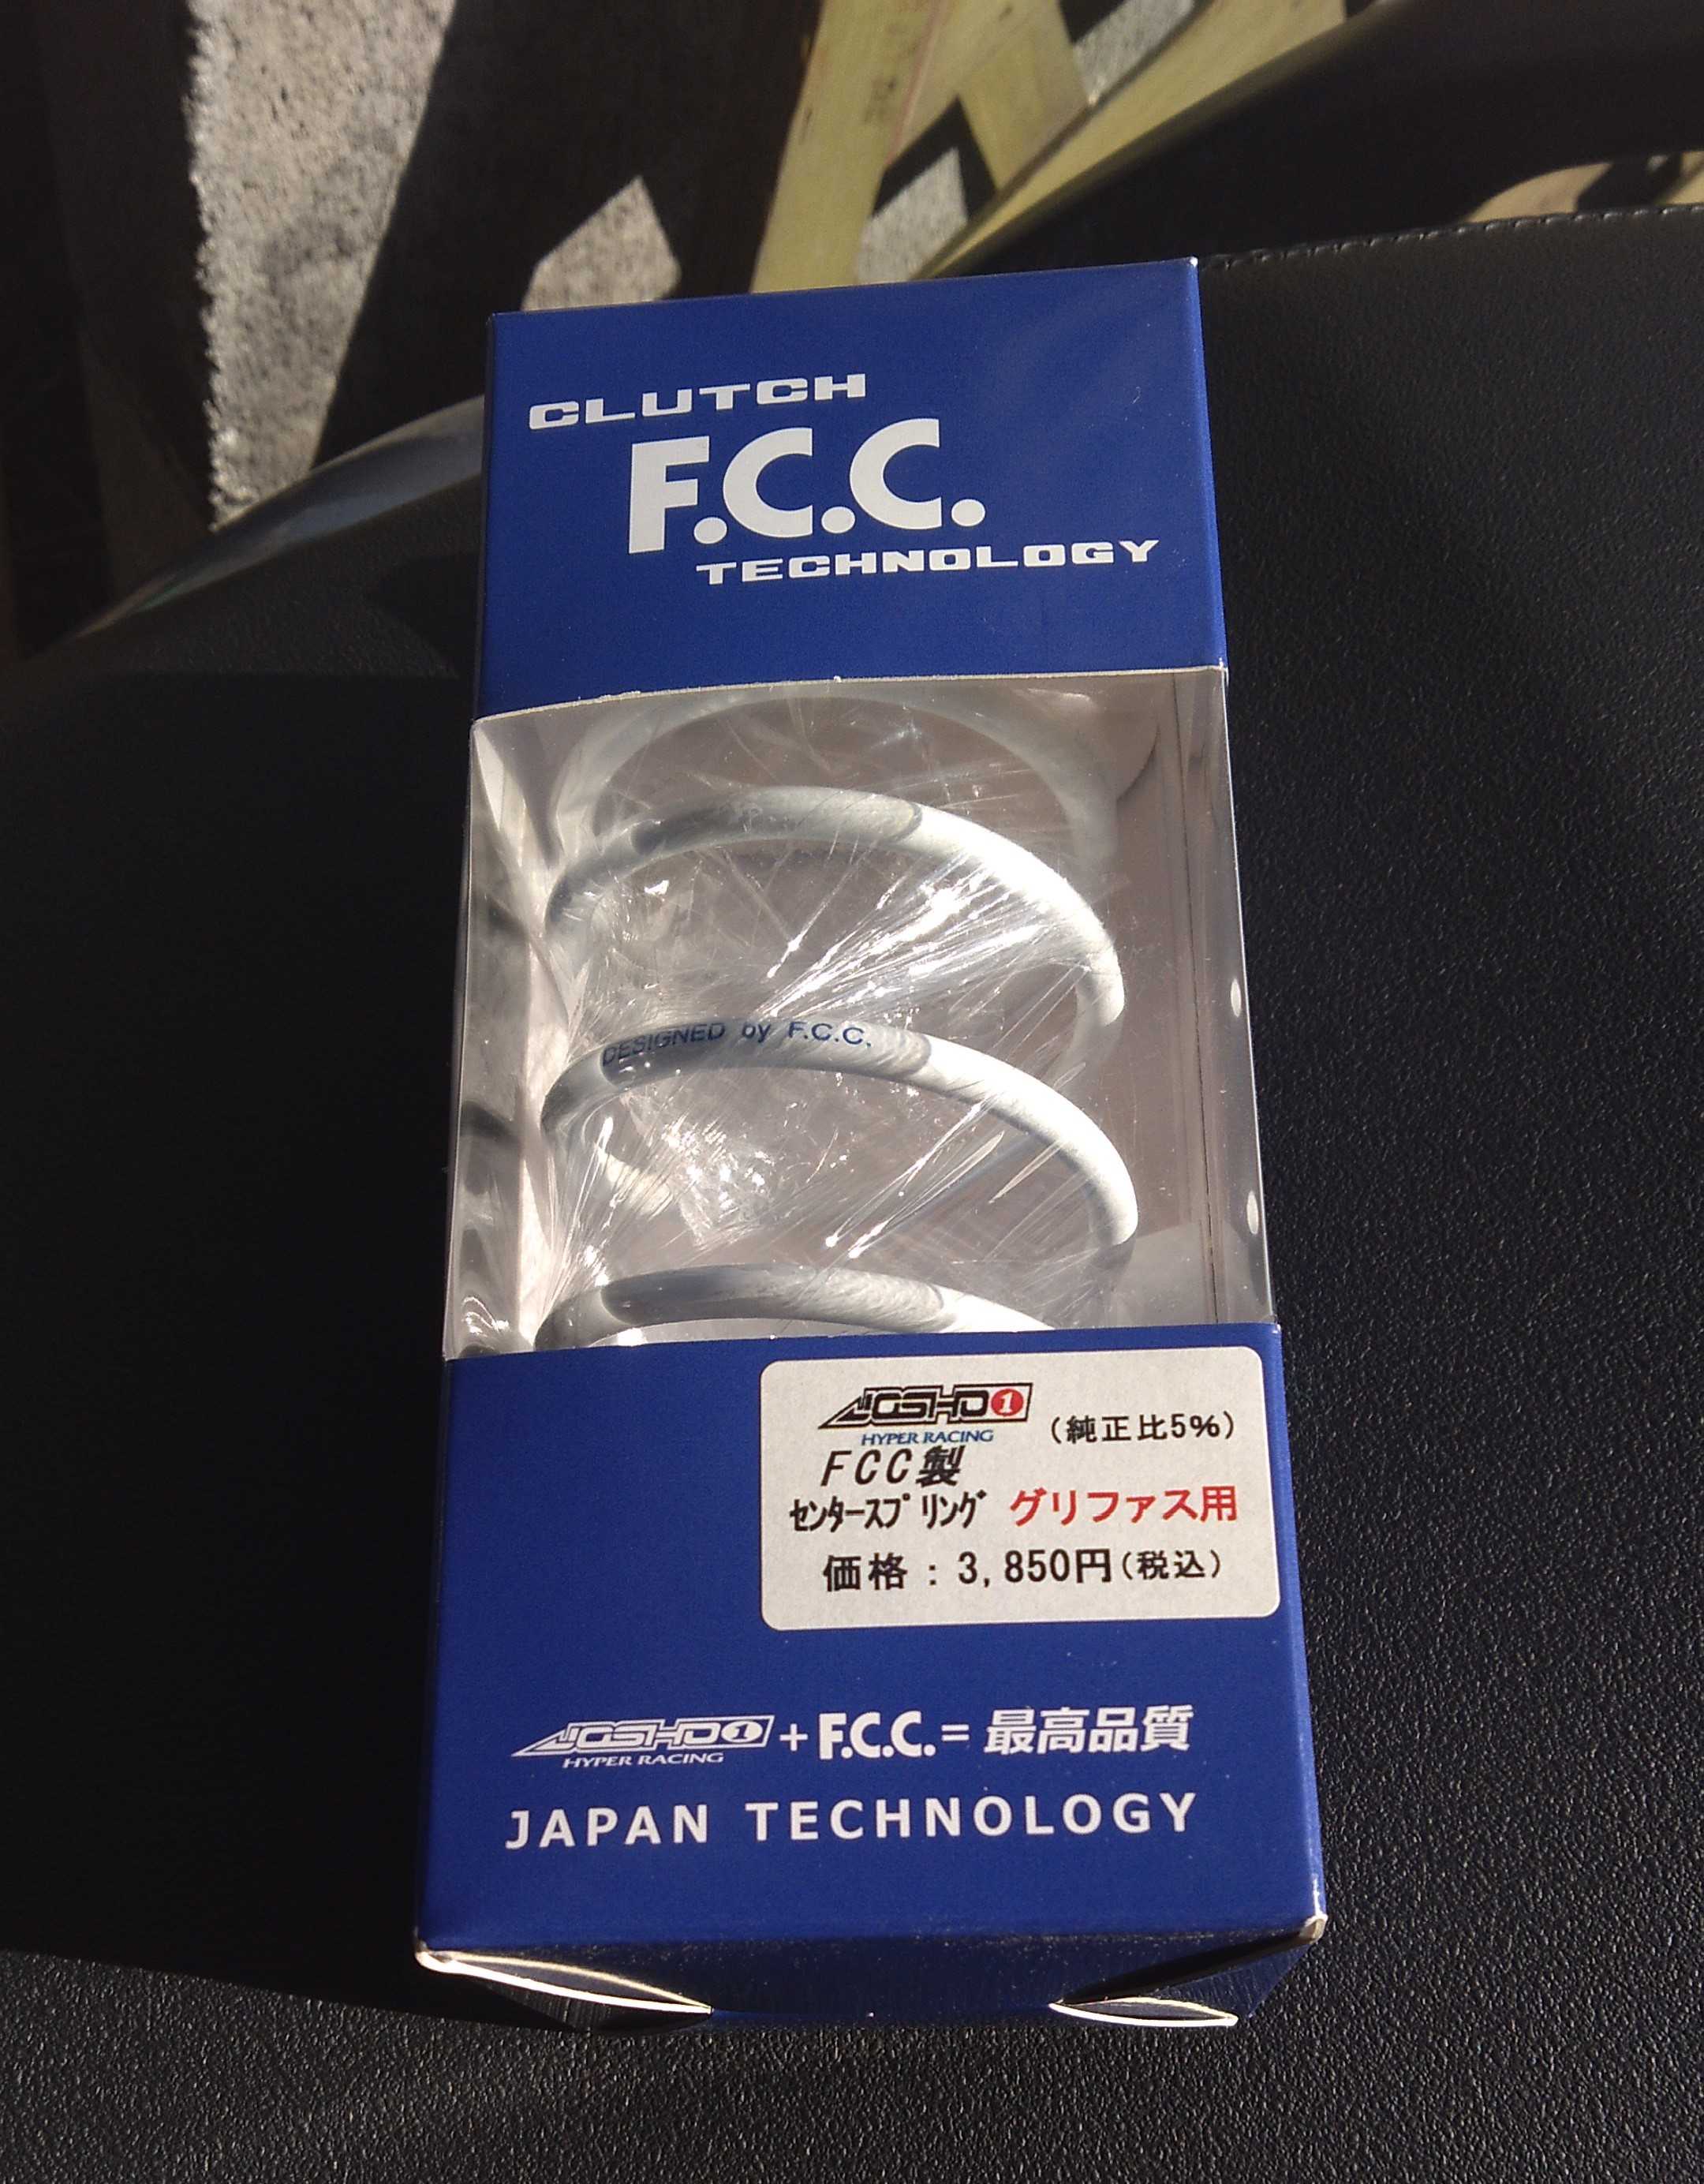 CLUTCH
F.C.C.
TECHNOLOGY
DESIGNED by F.C.C.
JOSHO1
HYPER RACING
(純正比5%)
FCC製
ｾﾝﾀｰｽﾌﾟﾘﾝｸﾞ グリファス用
価格：3,850円(税込)
JOSHO1 HYPER RACING + F.C.C. = 最高品質
JAPAN TECHNOLOGY